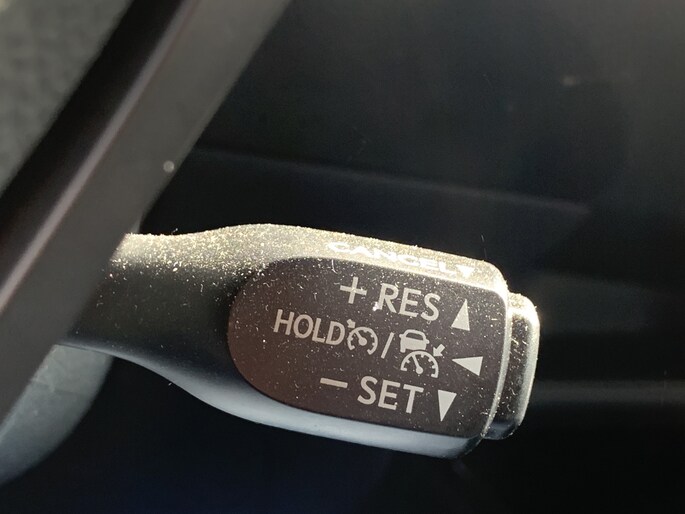 CANCEL
+ RES
HOLD /
− SET